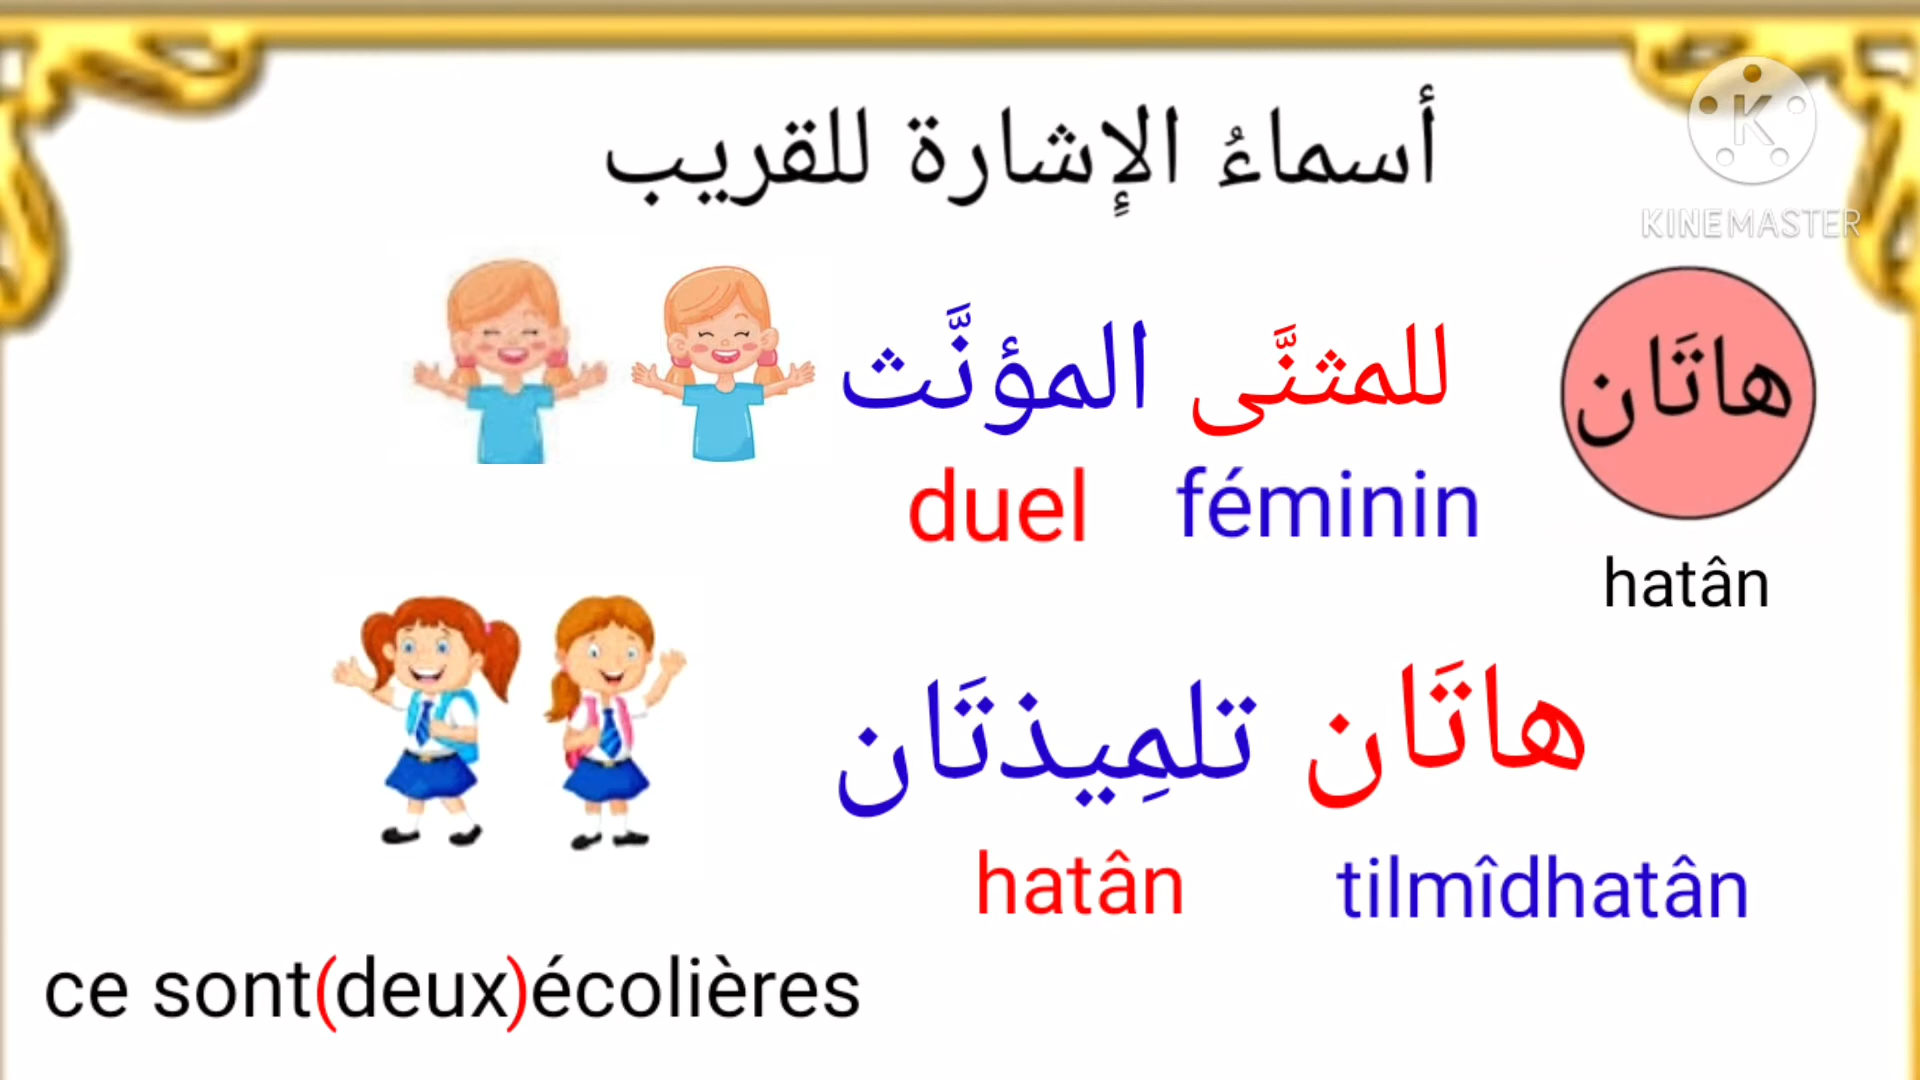 أسماءُ الإشارة للقريب
K
KINEMASTER
للمثنَّى المؤنَّث
هاتَان
duel féminin
hatân
هاتَان تلمِيذتَان
hatân tilmîdhatân
ce sont(deux)écolières